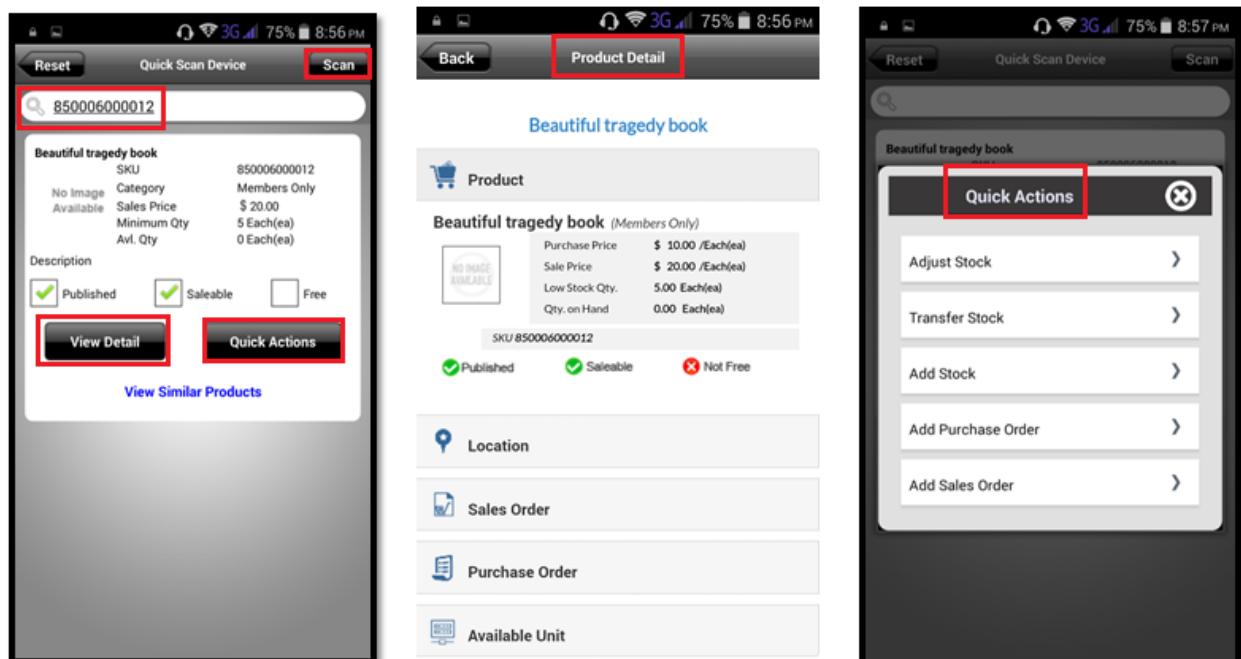 3G 75% 8:56 PM
Reset Quick Scan Device Scan
850006000012
Beautiful tragedy book
No Image Available
SKU 850006000012
Category Members Only
Sales Price $ 20.00
Minimum Qty 5 Each(ea)
Avl. Qty 0 Each(ea)
Description
Published Saleable Free
View Detail Quick Actions
View Similar Products
3G 75% 8:56 PM
Back Product Detail
Beautiful tragedy book
Product
Beautiful tragedy book (Members Only)
NO IMAGE AVAILABLE
Purchase Price $ 10.00 /Each(ea)
Sale Price $ 20.00 /Each(ea)
Low Stock Qty. 5.00 Each(ea)
Qty. on Hand 0.00 Each(ea)
SKU 850006000012
Published Saleable Not Free
Location
Sales Order
Purchase Order
Available Unit
3G 75% 8:57 PM
Reset Quick Scan Device Scan
Beautiful tragedy book
Quick Actions
Adjust Stock
Transfer Stock
Add Stock
Add Purchase Order
Add Sales Order